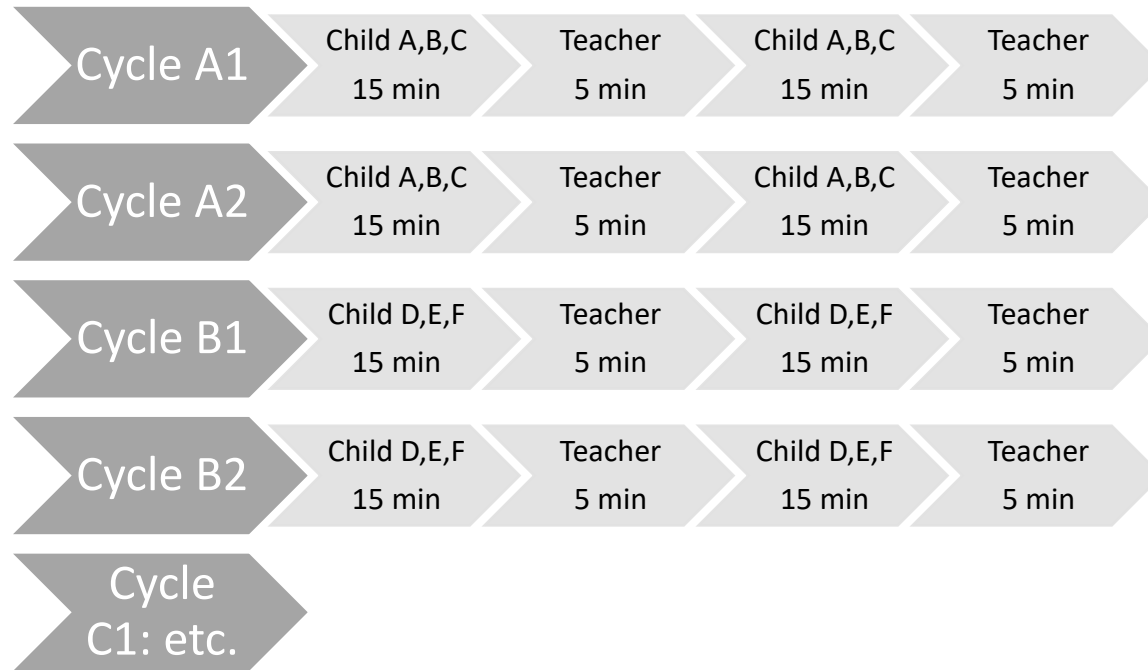 Cycle A1
Child A,B,C
15 min
Teacher
5 min
Child A,B,C
15 min
Teacher
5 min
Cycle A2
Child A,B,C
15 min
Teacher
5 min
Child A,B,C
15 min
Teacher
5 min
Cycle B1
Child D,E,F
15 min
Teacher
5 min
Child D,E,F
15 min
Teacher
5 min
Cycle B2
Child D,E,F
15 min
Teacher
5 min
Child D,E,F
15 min
Teacher
5 min
Cycle
C1: etc.